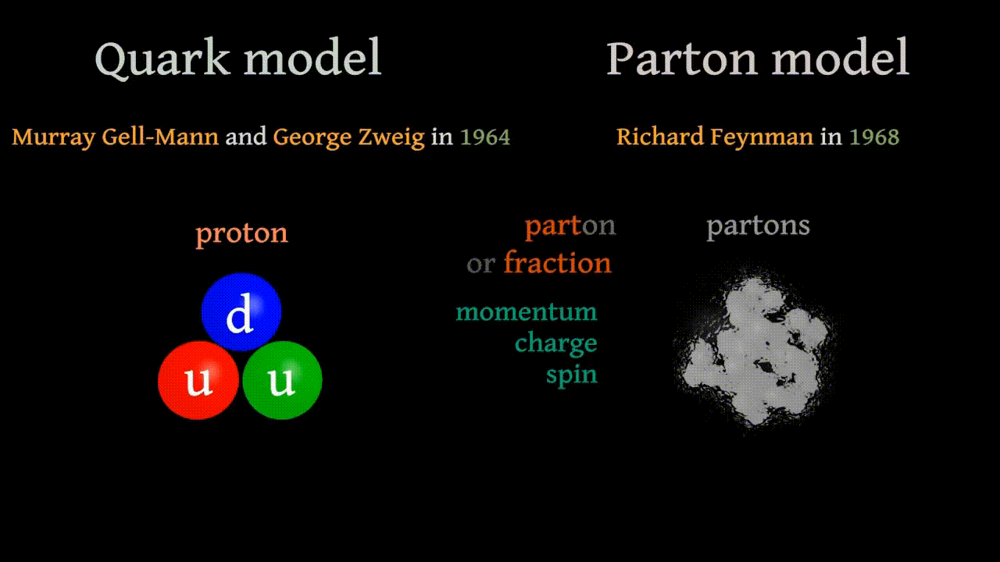 Quark model
Murray Gell-Mann and George Zweig in 1964
proton
d
u u
Parton model
Richard Feynman in 1968
parton
or fraction
momentum
charge
spin
partons